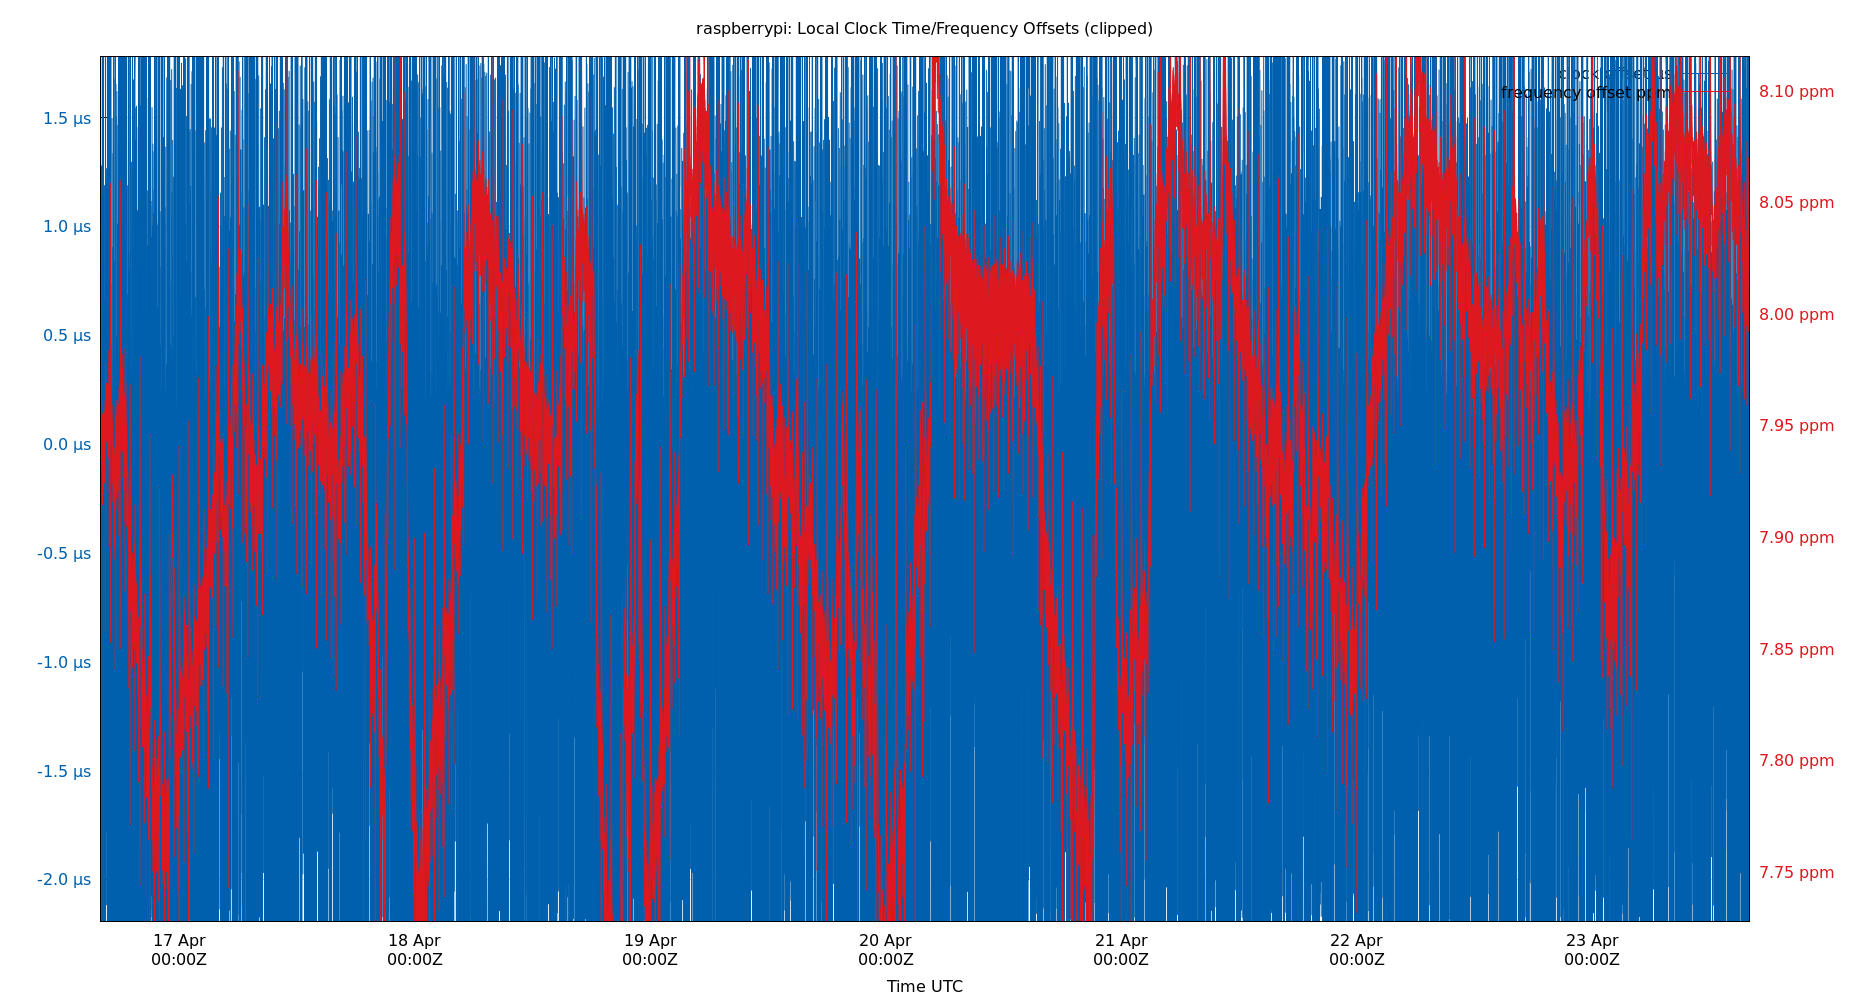 raspberrypi: Local Clock Time/Frequency Offsets (clipped)
clock offset μs
frequency offset ppm
1.5 μs
1.0 μs
0.5 μs
0.0 μs
-0.5 μs
-1.0 μs
-1.5 μs
-2.0 μs
8.10 ppm
8.05 ppm
8.00 ppm
7.95 ppm
7.90 ppm
7.85 ppm
7.80 ppm
7.75 ppm
17 Apr 18 Apr 19 Apr 20 Apr 21 Apr 22 Apr 23 Apr
00:00Z 00:00Z 00:00Z 00:00Z 00:00Z 00:00Z 00:00Z
Time UTC